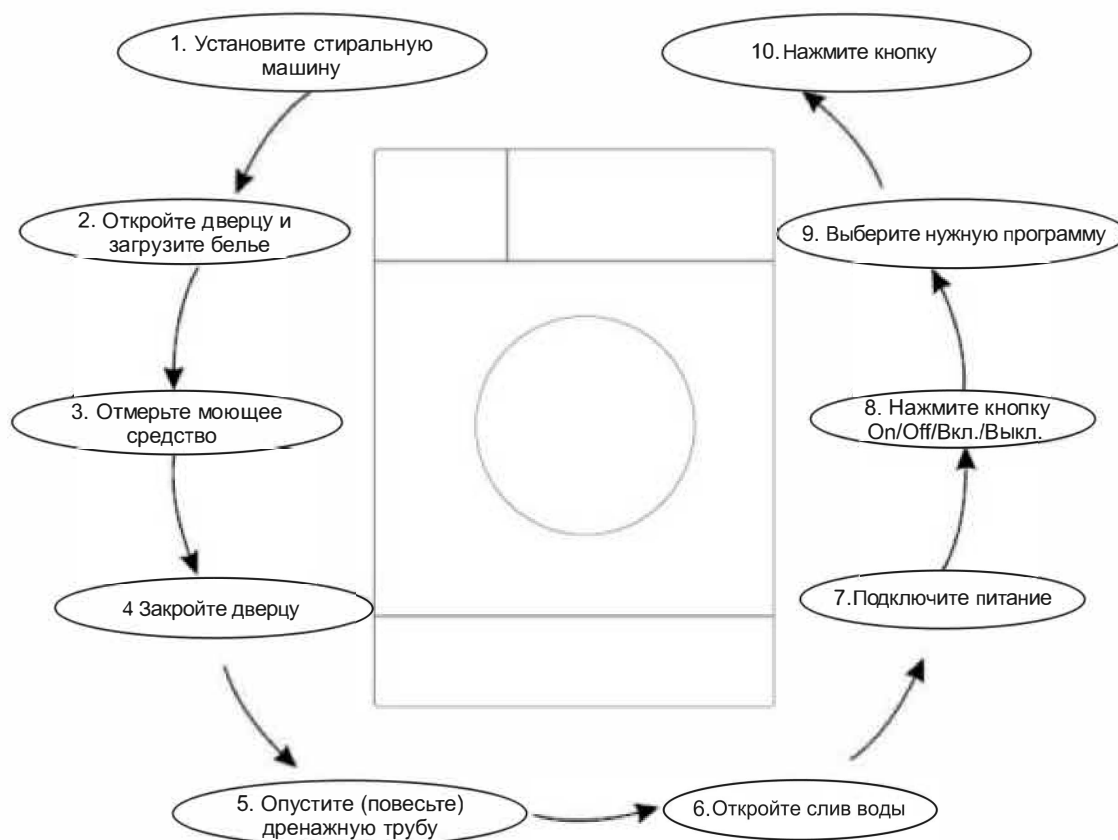 1. Установите стиральную
машину
2. Откройте дверцу и
загрузите белье
3. Отмерьте моющее
средство
4 Закройте дверцу
5. Опустите (повесьте)
дренажную трубу
6.Откройте слив воды
7.Подключите питание
8. Нажмите кнопку
On/Off/Вкл./Выкл.
9. Выберите нужную программу
10.Нажмите кнопку